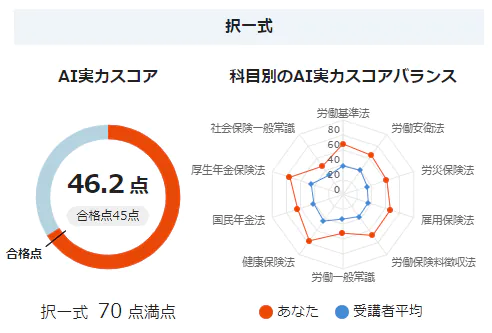 択一式
AI実力スコア
科目別のAI実力スコアバランス
46.2 点
合格点45点
合格点
択一式 70 点満点
労働基準法
労働安衛法
労災保険法
雇用保険法
労働保険料徴収法
労働一般常識
健康保険法
国民年金法
厚生年金保険法
社会保険一般常識
80
60
40
20
0
あなた
受講者平均